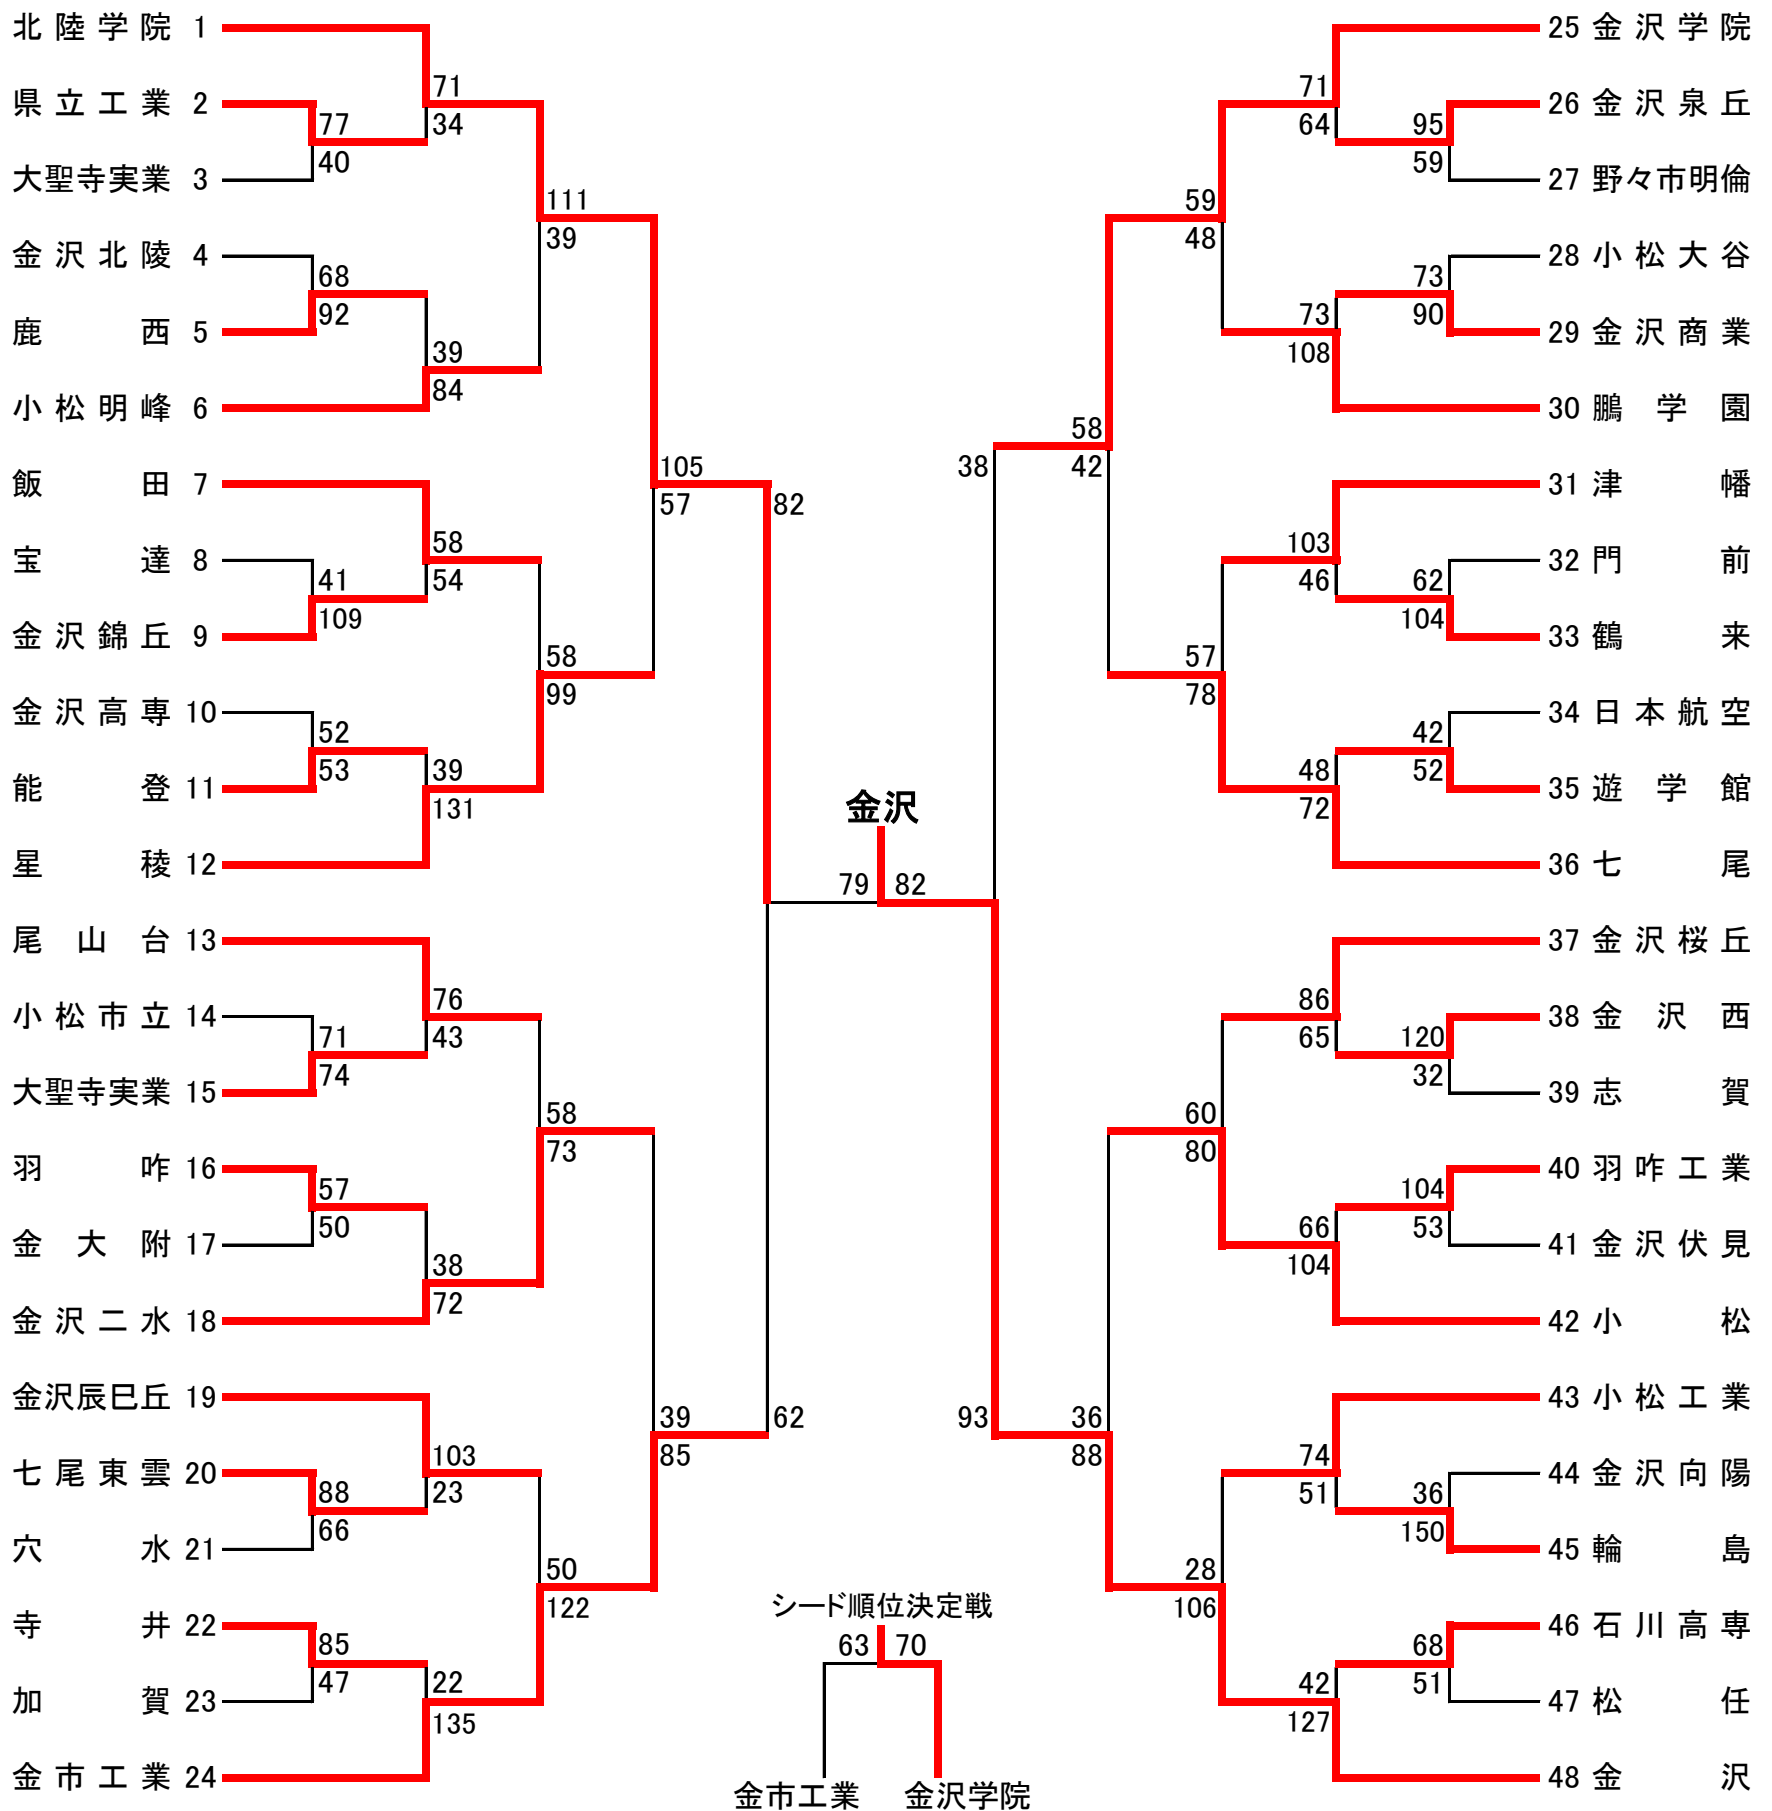 北陸学院 1
県立工業 2
大聖寺実業 3
金沢北陵 4
鹿西 5
小松明峰 6
飯田 7
宝達 8
金沢錦丘 9
金沢高専 10
能登 11
星稜 12
尾山台 13
小松市立 14
大聖寺実業 15
羽咋 16
金大附 17
金沢二水 18
金沢辰巳丘 19
七尾東雲 20
穴水 21
寺井 22
加賀 23
金市工業 24
77
40
68
92
41
109
52
53
71
74
57
50
88
66
85
47
71
34
39
84
58
54
39
131
76
43
38
72
103
23
22
135
111
39
58
99
58
73
50
122
105
57
39
85
82
62
金沢
79 82
シード順位決定戦
63 70
金市工業 金沢学院
38
93
58
42
36
88
59
48
57
78
60
80
28
106
71
64
73
108
103
46
48
72
86
65
66
104
74
51
42
127
95
59
73
90
62
104
42
52
120
32
104
53
36
150
68
51
25 金沢学院
26 金沢泉丘
27 野々市明倫
28 小松大谷
29 金沢商業
30 鵬学園
31 津幡
32 門前
33 鶴来
34 日本航空
35 遊学館
36 七尾
37 金沢桜丘
38 金沢西
39 志賀
40 羽咋工業
41 金沢伏見
42 小松
43 小松工業
44 金沢向陽
45 輪島
46 石川高専
47 松任
48 金沢